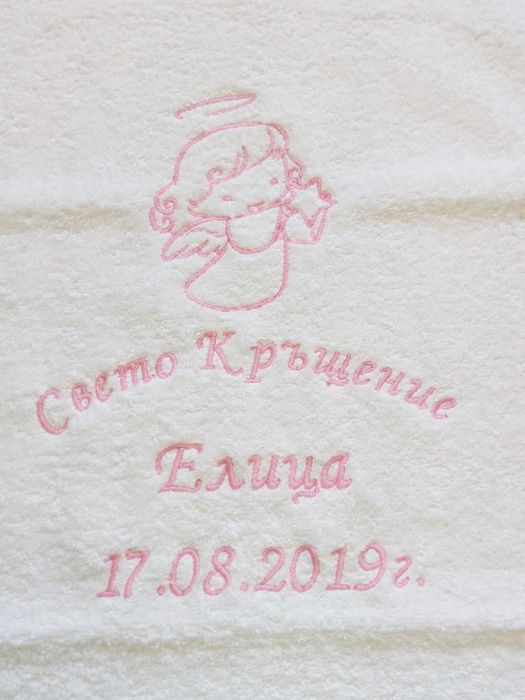 Свето Кръщение
Елица
17.08.2019г.